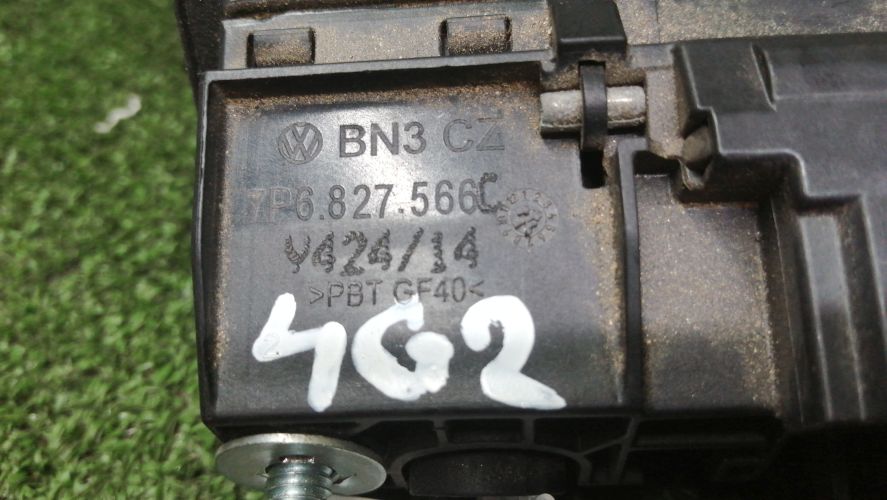 BN3 CZ
7P6.827.566C
Y424/14
>PBT GF40<
4G2